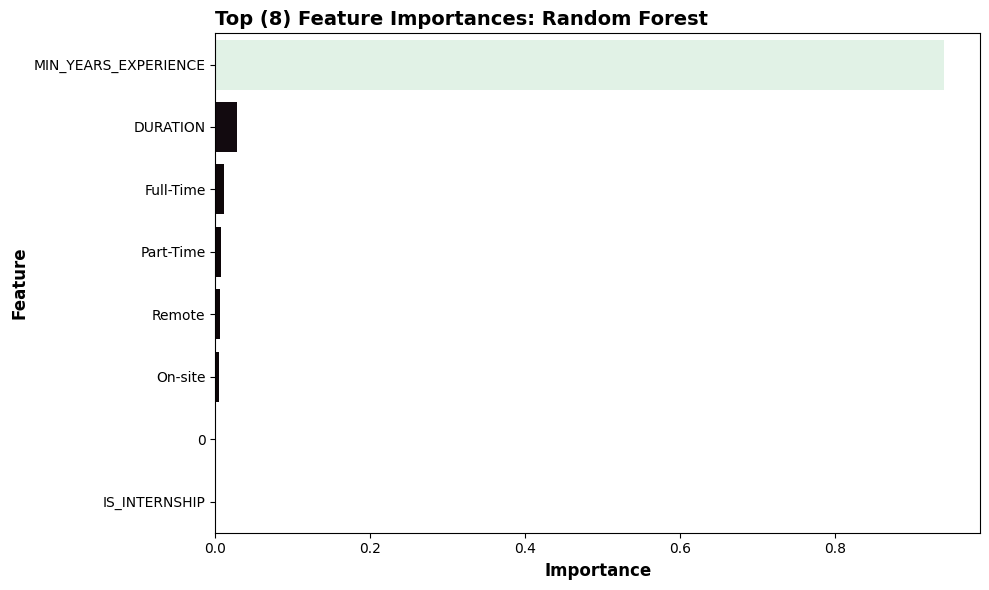 Top (8) Feature Importances: Random Forest
MIN_YEARS_EXPERIENCE
DURATION
Full-Time
Part-Time
Remote
On-site
0
IS_INTERNSHIP
Feature
0.0 0.2 0.4 0.6 0.8
Importance